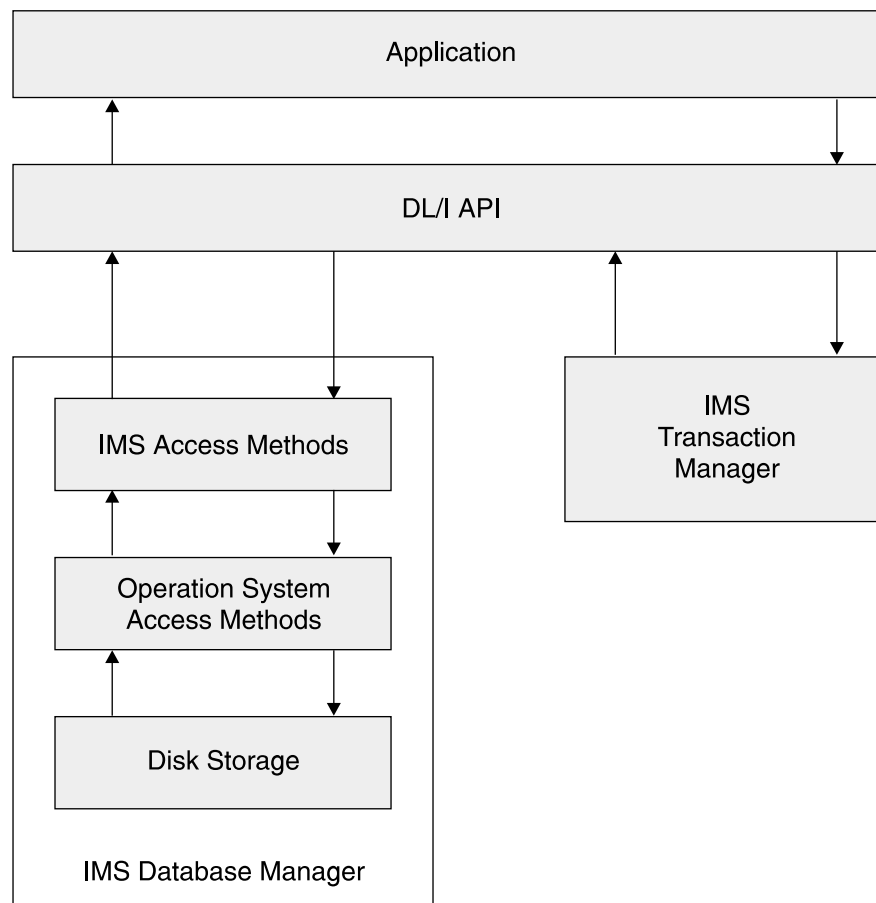 Application
DL/I API
IMS Access Methods
Operation System
Access Methods
Disk Storage
IMS Database Manager
IMS
Transaction
Manager